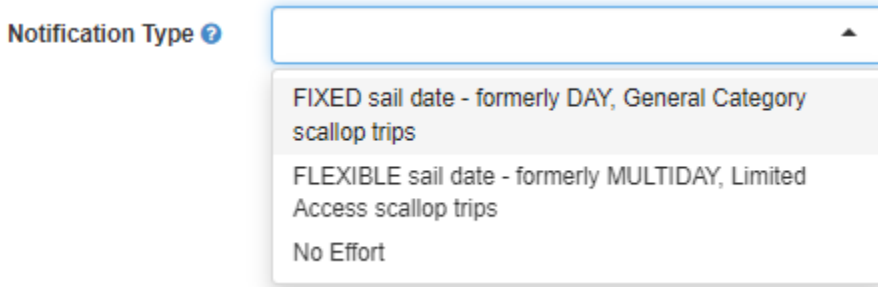 Notification Type ?
FIXED sail date - formerly DAY, General Category
scallop trips
FLEXIBLE sail date - formerly MULTIDAY, Limited
Access scallop trips
No Effort